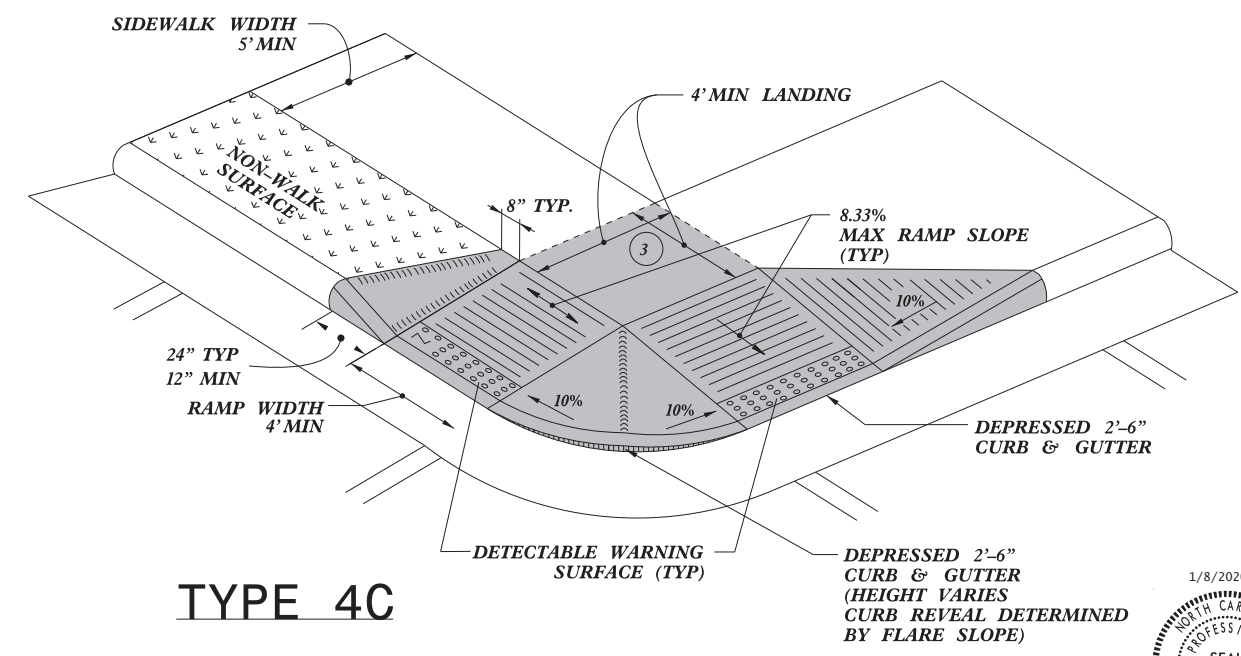 SIDEWALK WIDTH
5' MIN
4' MIN LANDING
NON-WALK
SURFACE
8" TYP.
3
8.33%
MAX RAMP SLOPE
(TYP)
10%
24" TYP
12" MIN
RAMP WIDTH
4' MIN
10%
10%
DEPRESSED 2'-6"
CURB & GUTTER
DETECTABLE WARNING
SURFACE (TYP)
DEPRESSED 2'-6"
CURB & GUTTER
(HEIGHT VARIES
CURB REVEAL DETERMINED
BY FLARE SLOPE)
TYPE 4C